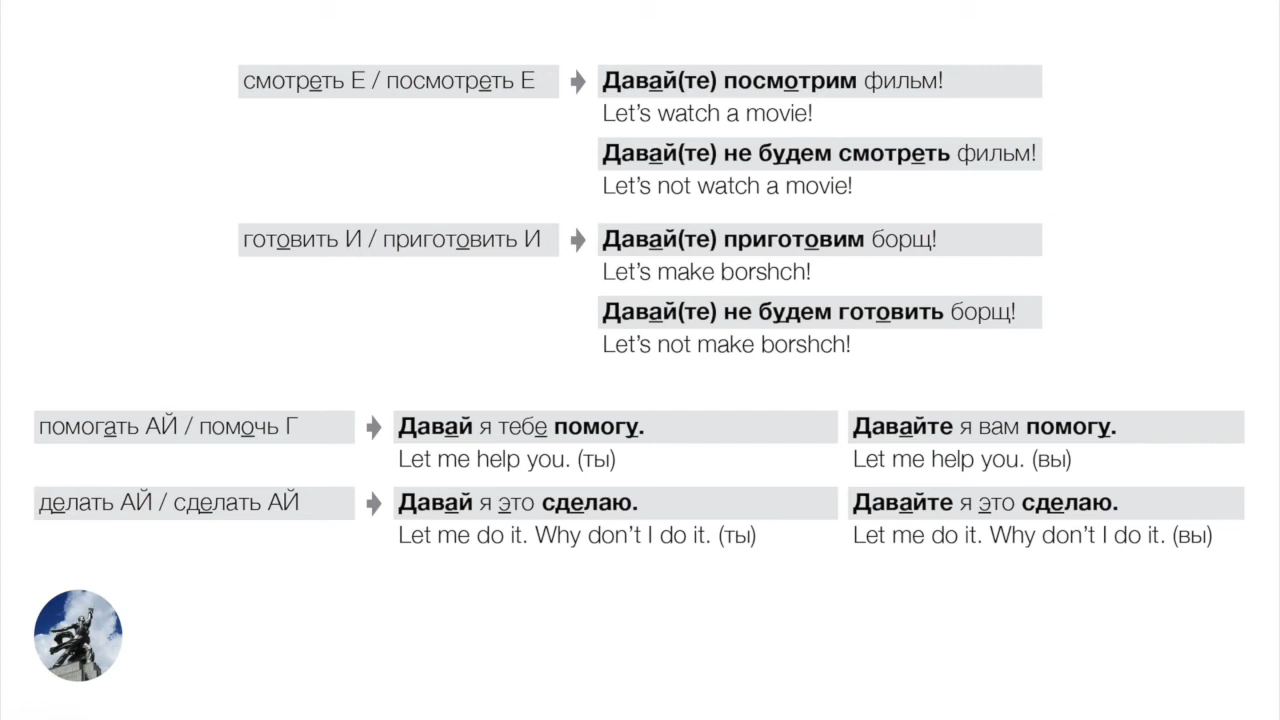 смотреть Е / посмотреть Е
Давай(те) посмотрим фильм!
Let's watch a movie!
Давай(те) не будем смотреть фильм!
Let's not watch a movie!
готовить И / приготовить И
Давай(те) приготовим борщ!
Let's make borshch!
Давай(те) не будем готовить борщ!
Let's not make borshch!
помогать АЙ / помочь Г
Давай я тебе помогу.
Давайте я вам помогу.
Let me help you. (ты)
Let me help you. (вы)
делать АЙ / сделать АЙ
Давай я это сделаю.
Давайте я это сделаю.
Let me do it. Why don't I do it. (ты)
Let me do it. Why don't I do it. (вы)